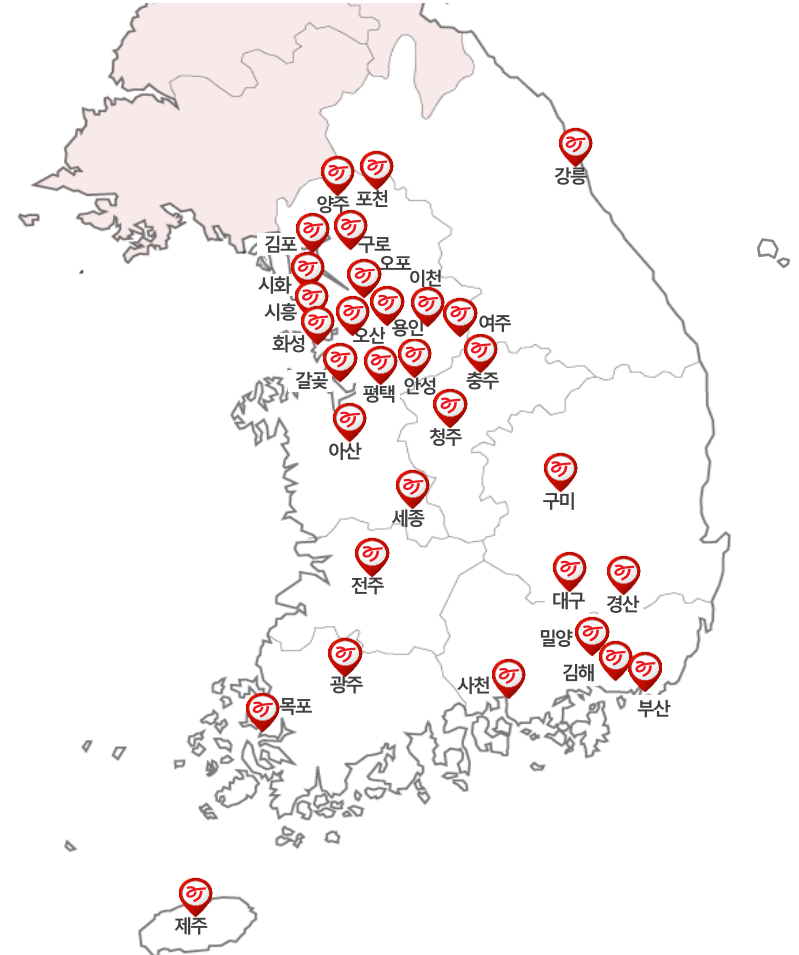 강릉
양주
포천
김포
구로
오포
이천
시화
시흥
용인
여주
오산
화성
갈곶
평택
안성
충주
청주
아산
구미
세종
전주
대구
경산
밀양
김해
사천
광주
목포
부산
제주